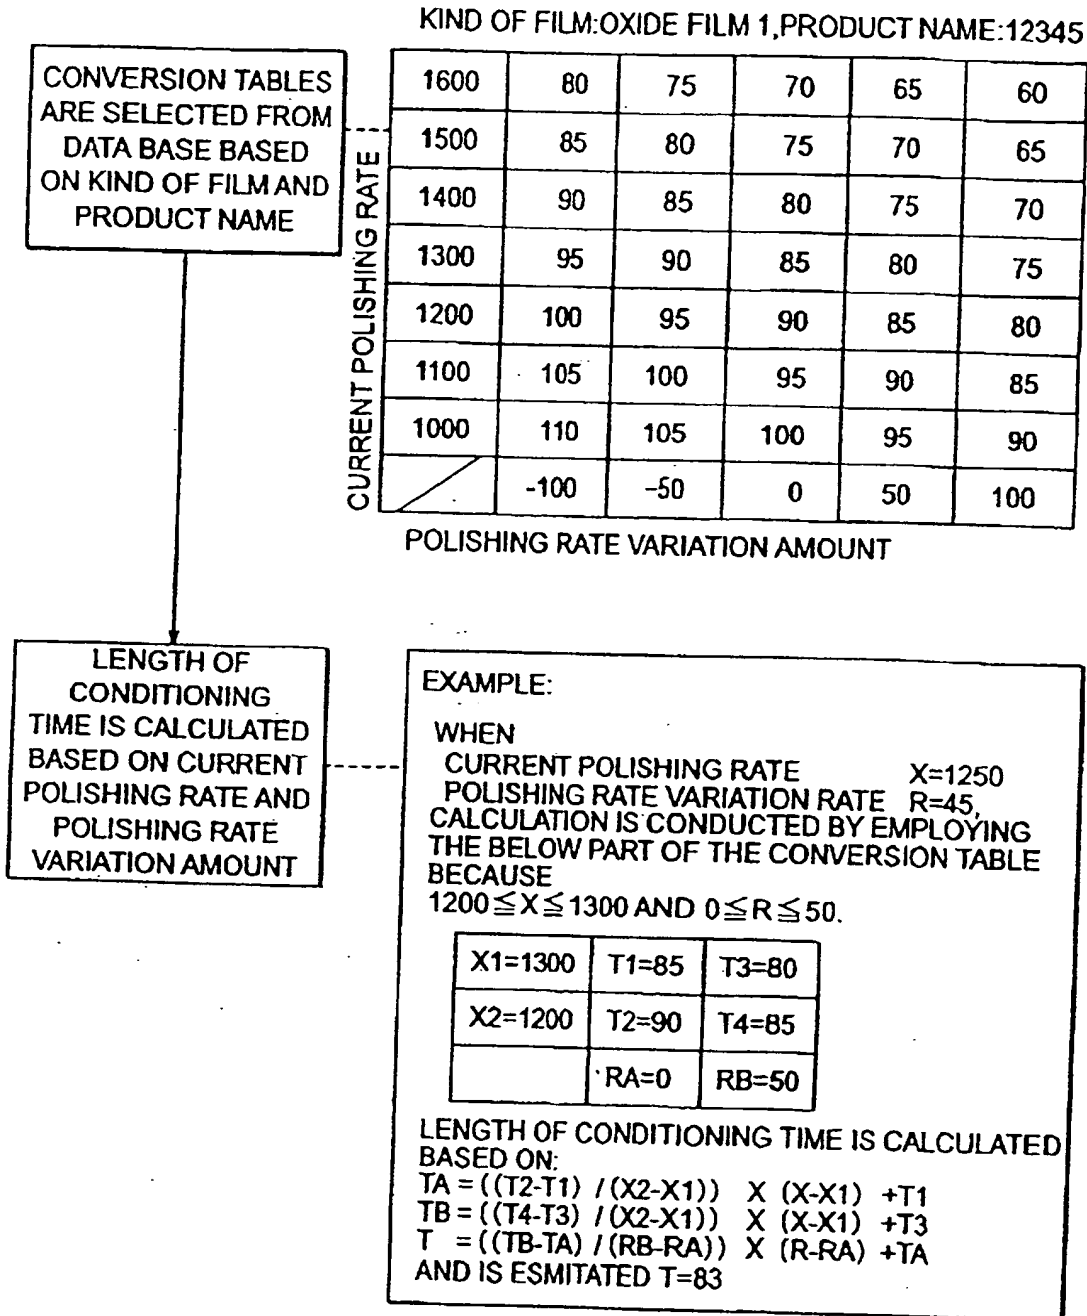 KIND OF FILM:OXIDE FILM 1,PRODUCT NAME:12345
CONVERSION TABLES
ARE SELECTED FROM
DATA BASE BASED
ON KIND OF FILM AND
PRODUCT NAME
CURRENT POLISHING RATE
1600 80 75 70 65 60
1500 85 80 75 70 65
1400 90 85 80 75 70
1300 95 90 85 80 75
1200 100 95 90 85 80
1100 105 100 95 90 85
1000 110 105 100 95 90
-100 -50 0 50 100
POLISHING RATE VARIATION AMOUNT
LENGTH OF
CONDITIONING
TIME IS CALCULATED
BASED ON CURRENT
POLISHING RATE AND
POLISHING RATE
VARIATION AMOUNT
EXAMPLE:
WHEN
CURRENT POLISHING RATE X=1250
POLISHING RATE VARIATION RATE R=45,
CALCULATION IS CONDUCTED BY EMPLOYING
THE BELOW PART OF THE CONVERSION TABLE
BECAUSE
1200≦X≦1300 AND 0≦R≦50.
X1=1300 T1=85 T3=80
X2=1200 T2=90 T4=85
RA=0 RB=50
LENGTH OF CONDITIONING TIME IS CALCULATED
BASED ON:
TA = ((T2-T1) /(X2-X1)) X (X-X1) +T1
TB = ((T4-T3) /(X2-X1)) X (X-X1) +T3
T = ((TB-TA) /(RB-RA)) X (R-RA) +TA
AND IS ESMITATED T=83